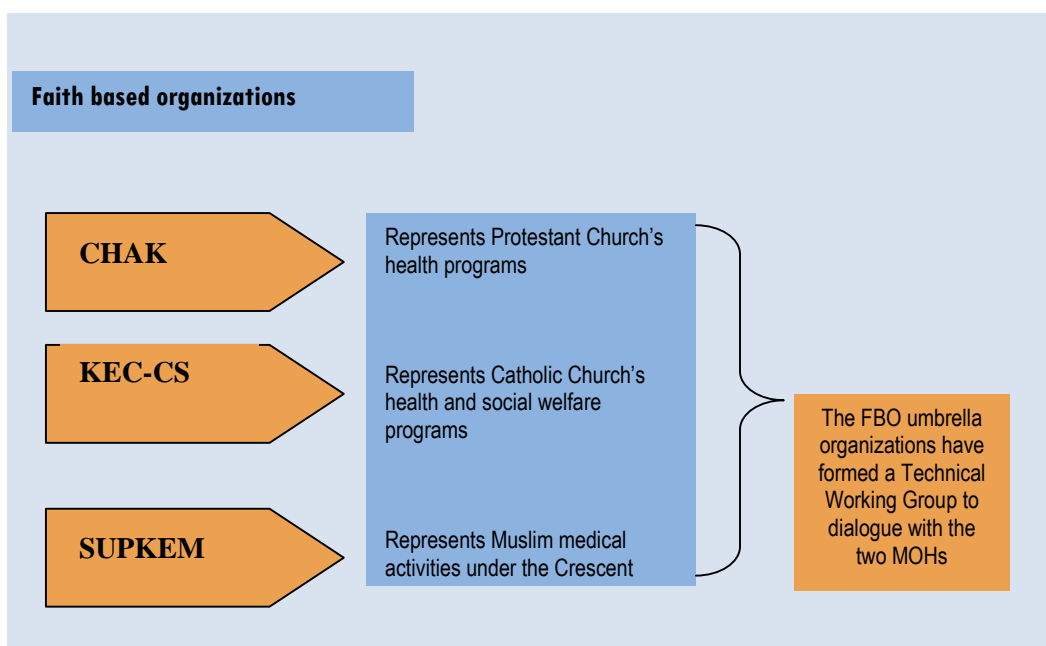 Faith based organizations
CHAK
Represents Protestant Church’s
health programs
KEC-CS
Represents Catholic Church’s
health and social welfare
programs
SUPKEM
Represents Muslim medical
activities under the Crescent
The FBO umbrella
organizations have
formed a Technical
Working Group to
dialogue with the
two MOHs